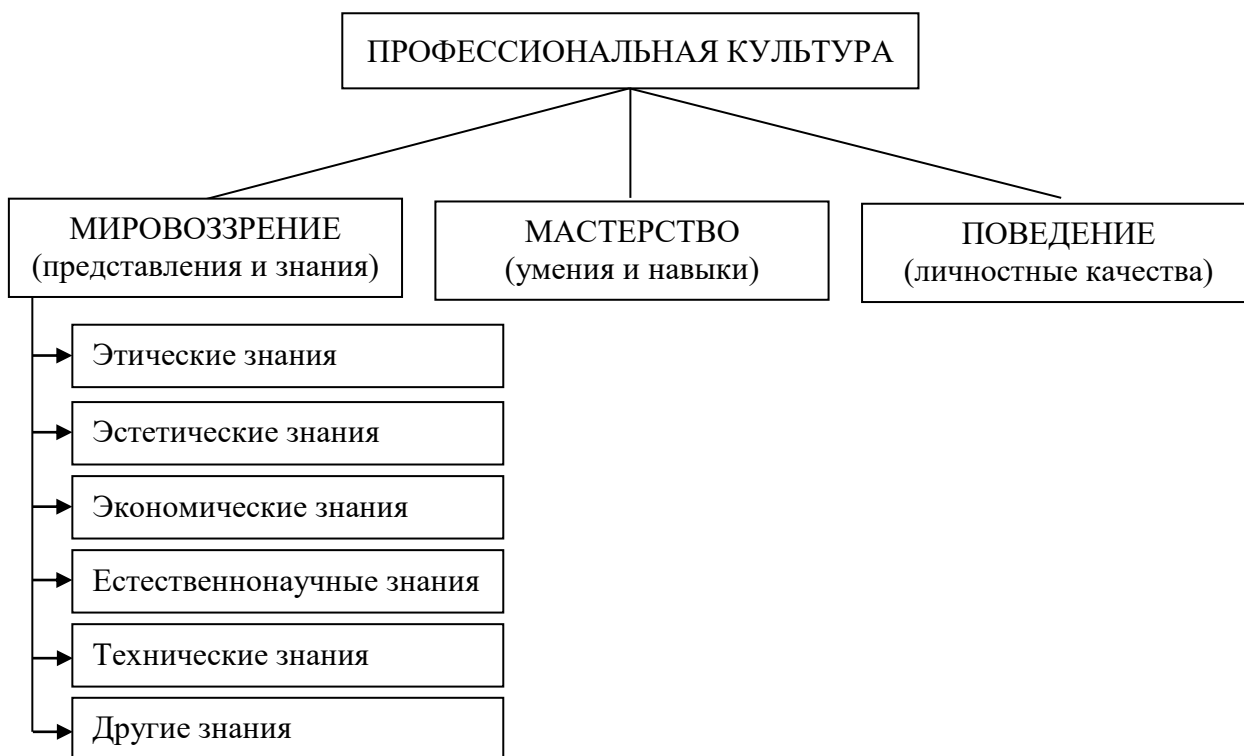 ПРОФЕССИОНАЛЬНАЯ КУЛЬТУРА
МИРОВОЗЗРЕНИЕ
(представления и знания)
МАСТЕРСТВО
(умения и навыки)
ПОВЕДЕНИЕ
(личностные качества)
Этические знания
Эстетические знания
Экономические знания
Естественнонаучные знания
Технические знания
Другие знания